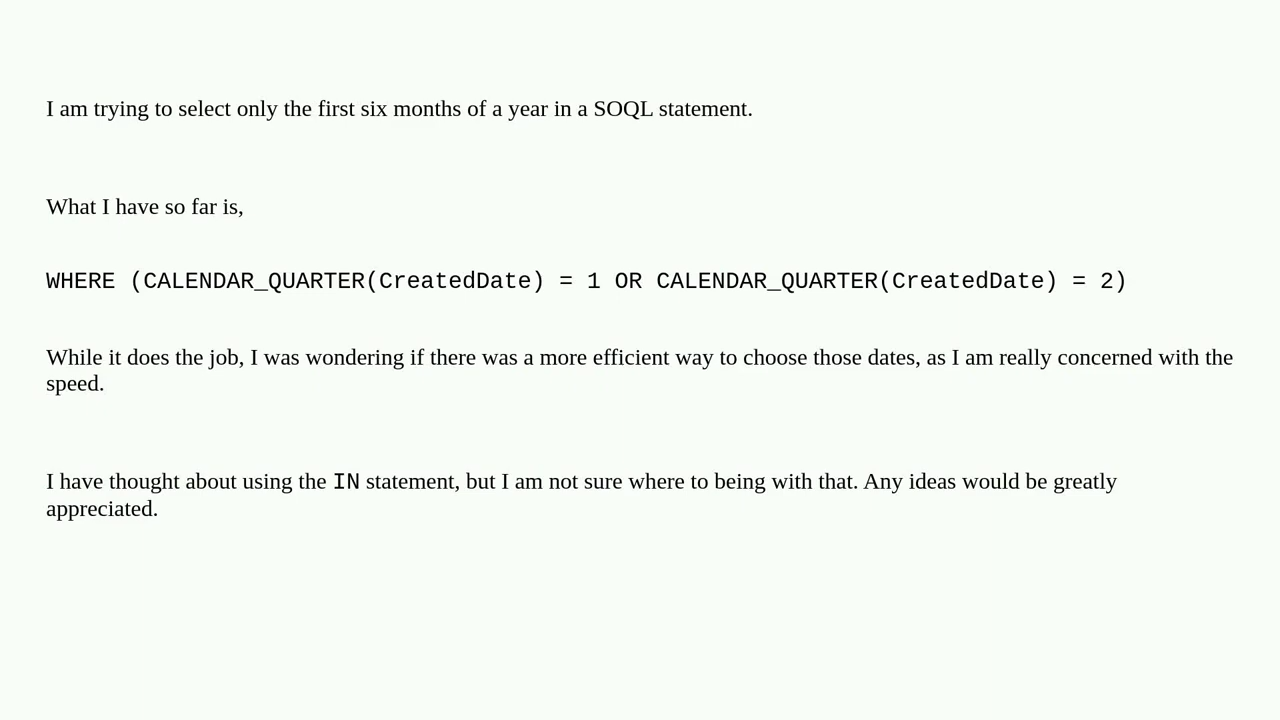 I am trying to select only the first six months of a year in a SOQL statement.
What I have so far is,
WHERE (CALENDAR_QUARTER(CreatedDate) = 1 OR CALENDAR_QUARTER(CreatedDate) = 2)
While it does the job, I was wondering if there was a more efficient way to choose those dates, as I am really concerned with the
speed.
I have thought about using the IN statement, but I am not sure where to being with that. Any ideas would be greatly
appreciated.